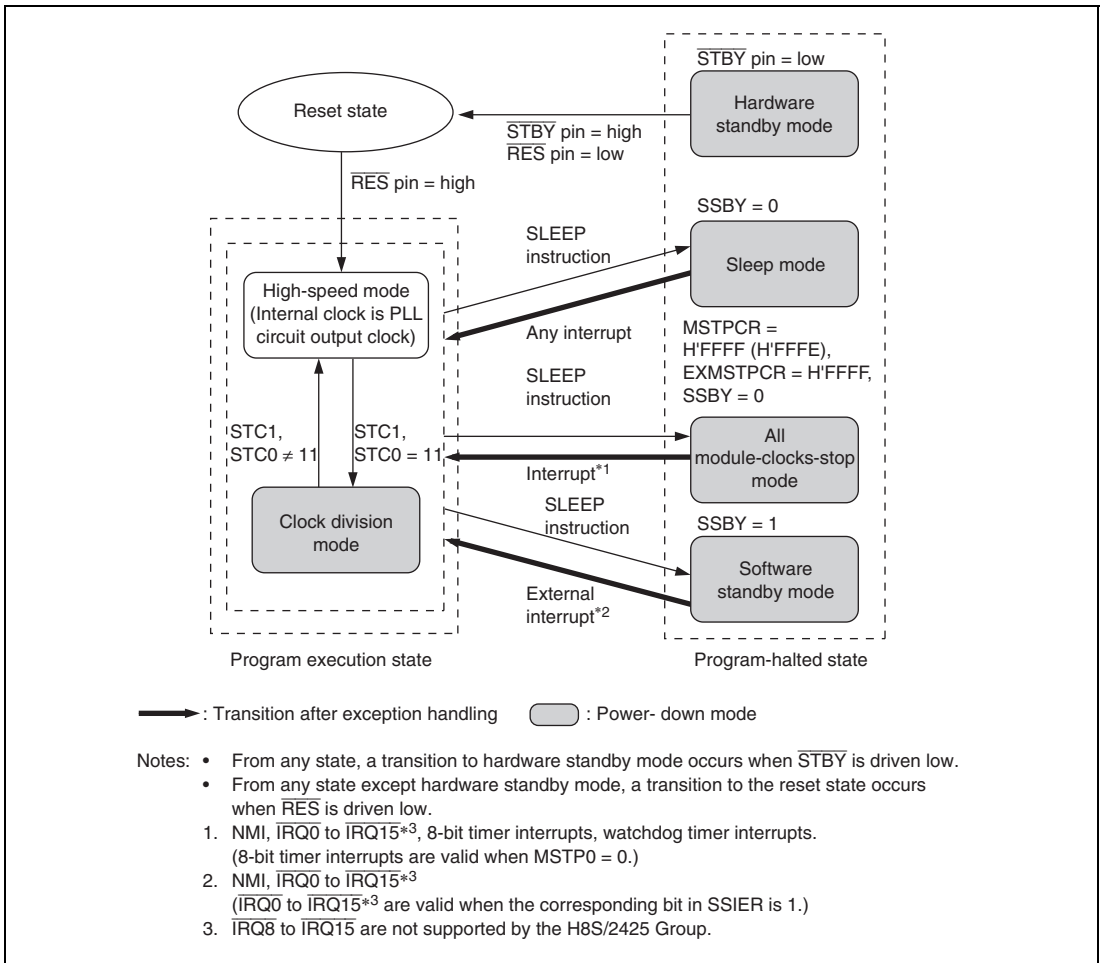 STBY pin = low
Hardware
standby mode
Reset state
STBY pin = high
RES pin = low
RES pin = high
SSBY = 0
SLEEP
instruction
Sleep mode
High-speed mode
(Internal clock is PLL
circuit output clock)
Any interrupt
MSTPCR =
H'FFFF (H'FFFE),
EXMSTPCR = H'FFFF,
SSBY = 0
SLEEP
instruction
STC1,
STC0 ≠ 11
STC1,
STC0 = 11
All
module-clocks-stop
mode
Interrupt*1
SLEEP
instruction
SSBY = 1
Clock division
mode
Software
standby mode
External
interrupt*2
Program execution state
Program-halted state
: Transition after exception handling
: Power- down mode
Notes: • From any state, a transition to hardware standby mode occurs when STBY is driven low.
• From any state except hardware standby mode, a transition to the reset state occurs
when RES is driven low.
1. NMI, IRQ0 to IRQ15*3, 8-bit timer interrupts, watchdog timer interrupts.
(8-bit timer interrupts are valid when MSTP0 = 0.)
2. NMI, IRQ0 to IRQ15*3
(IRQ0 to IRQ15*3 are valid when the corresponding bit in SSIER is 1.)
3. IRQ8 to IRQ15 are not supported by the H8S/2425 Group.